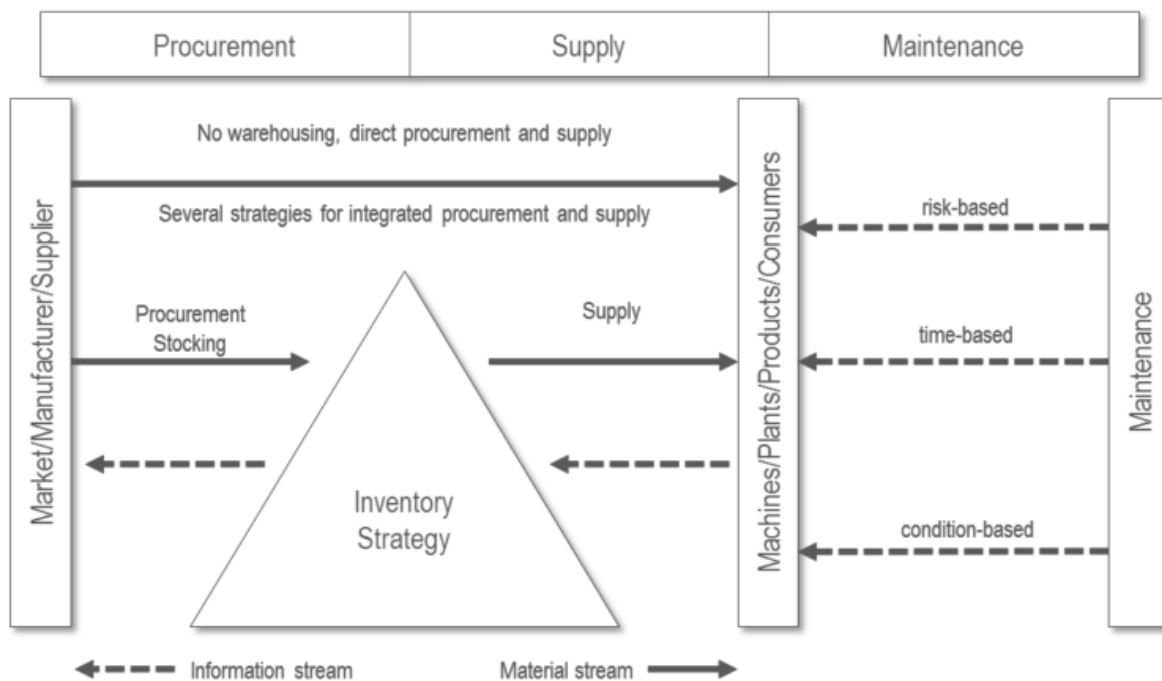 Procurement
Supply
Maintenance
Market/Manufacturer/Supplier
No warehousing, direct procurement and supply
Several strategies for integrated procurement and supply
Procurement
Stocking
Supply
Inventory
Strategy
Machines/Plants/Products/Consumers
risk-based
time-based
condition-based
Maintenance
Information stream
Material stream